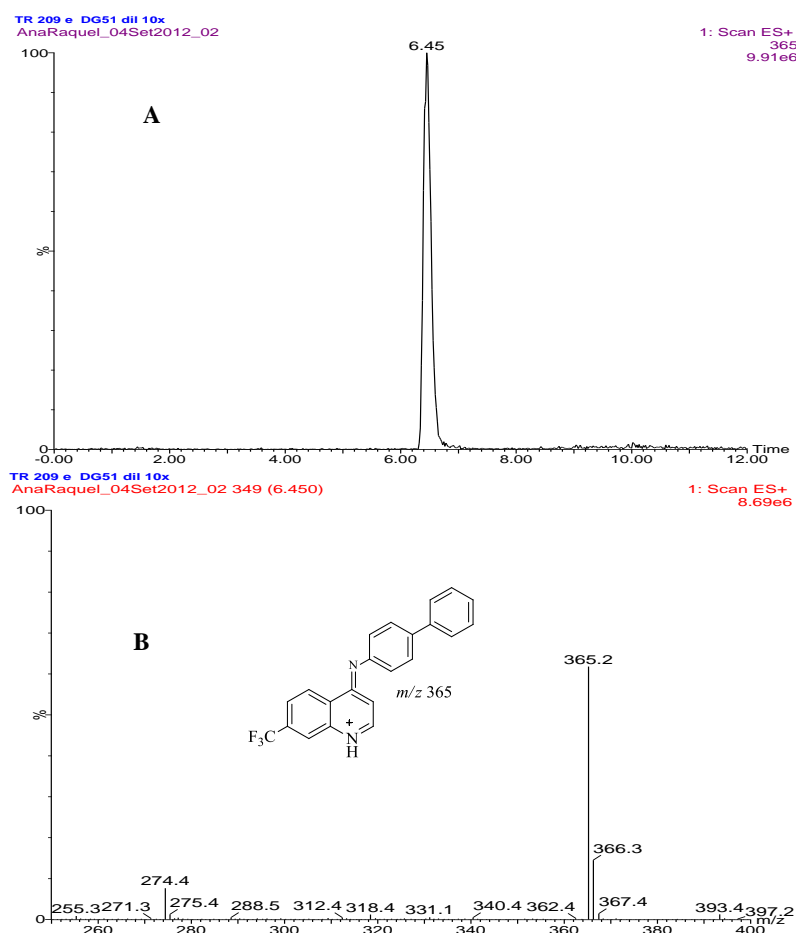 TR 209 e DG51 dil 10x
AnaRaquel_04Set2012_02
1: Scan ES+
365
9.91e6
6.45
100
A
%
0
-0.00 2.00 4.00 6.00 8.00 10.00 12.00
Time
TR 209 e DG51 dil 10x
AnaRaquel_04Set2012_02 349 (6.450)
1: Scan ES+
8.69e6
100
B
N
m/z 365
F3C
+
N
H
%
365.2
366.3
274.4
255.3 271.3 275.4 288.5 312.4 318.4 331.1 340.4 362.4 367.4 393.4 397.2
0
m/z
260 280 300 320 340 360 380 400